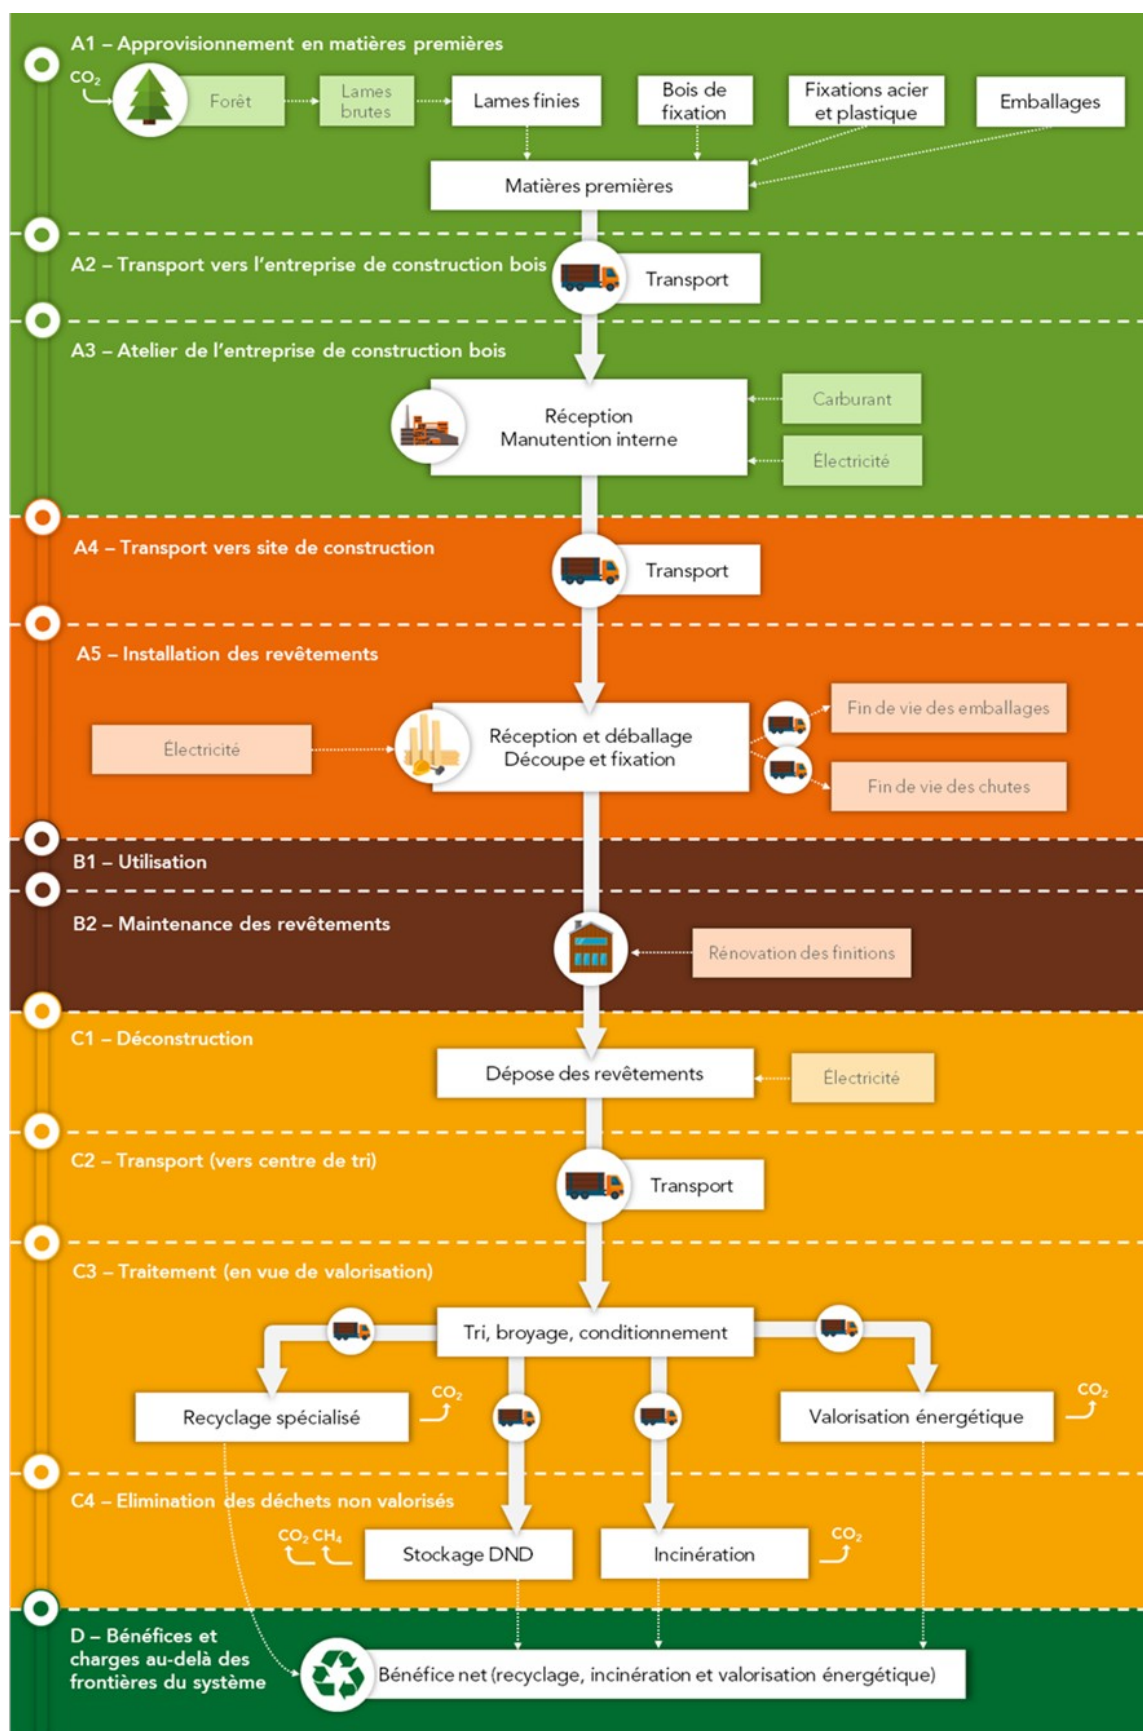 A1 – Approvisionnement en matières premières
CO₂
Forêt
Lames
brutes
Lames finies
Bois de
fixation
Fixations acier
et plastique
Emballages
Matières premières
A2 – Transport vers l'entreprise de construction bois
Transport
A3 – Atelier de l'entreprise de construction bois
Réception
Manutention interne
Carburant
Électricité
A4 – Transport vers site de construction
Transport
A5 – Installation des revêtements
Électricité
Réception et déballage
Découpe et fixation
Fin de vie des emballages
Fin de vie des chutes
B1 – Utilisation
B2 – Maintenance des revêtements
Rénovation des finitions
C1 – Déconstruction
Dépose des revêtements
Électricité
C2 – Transport (vers centre de tri)
Transport
C3 – Traitement (en vue de valorisation)
Tri, broyage, conditionnement
Recyclage spécialisé
CO₂
Valorisation énergétique
CO₂
C4 – Elimination des déchets non valorisés
CO₂ CH₄
Stockage DND
Incinération
CO₂
D – Bénéfices et
charges au-delà des
frontières du système
Bénéfice net (recyclage, incinération et valorisation énergétique)